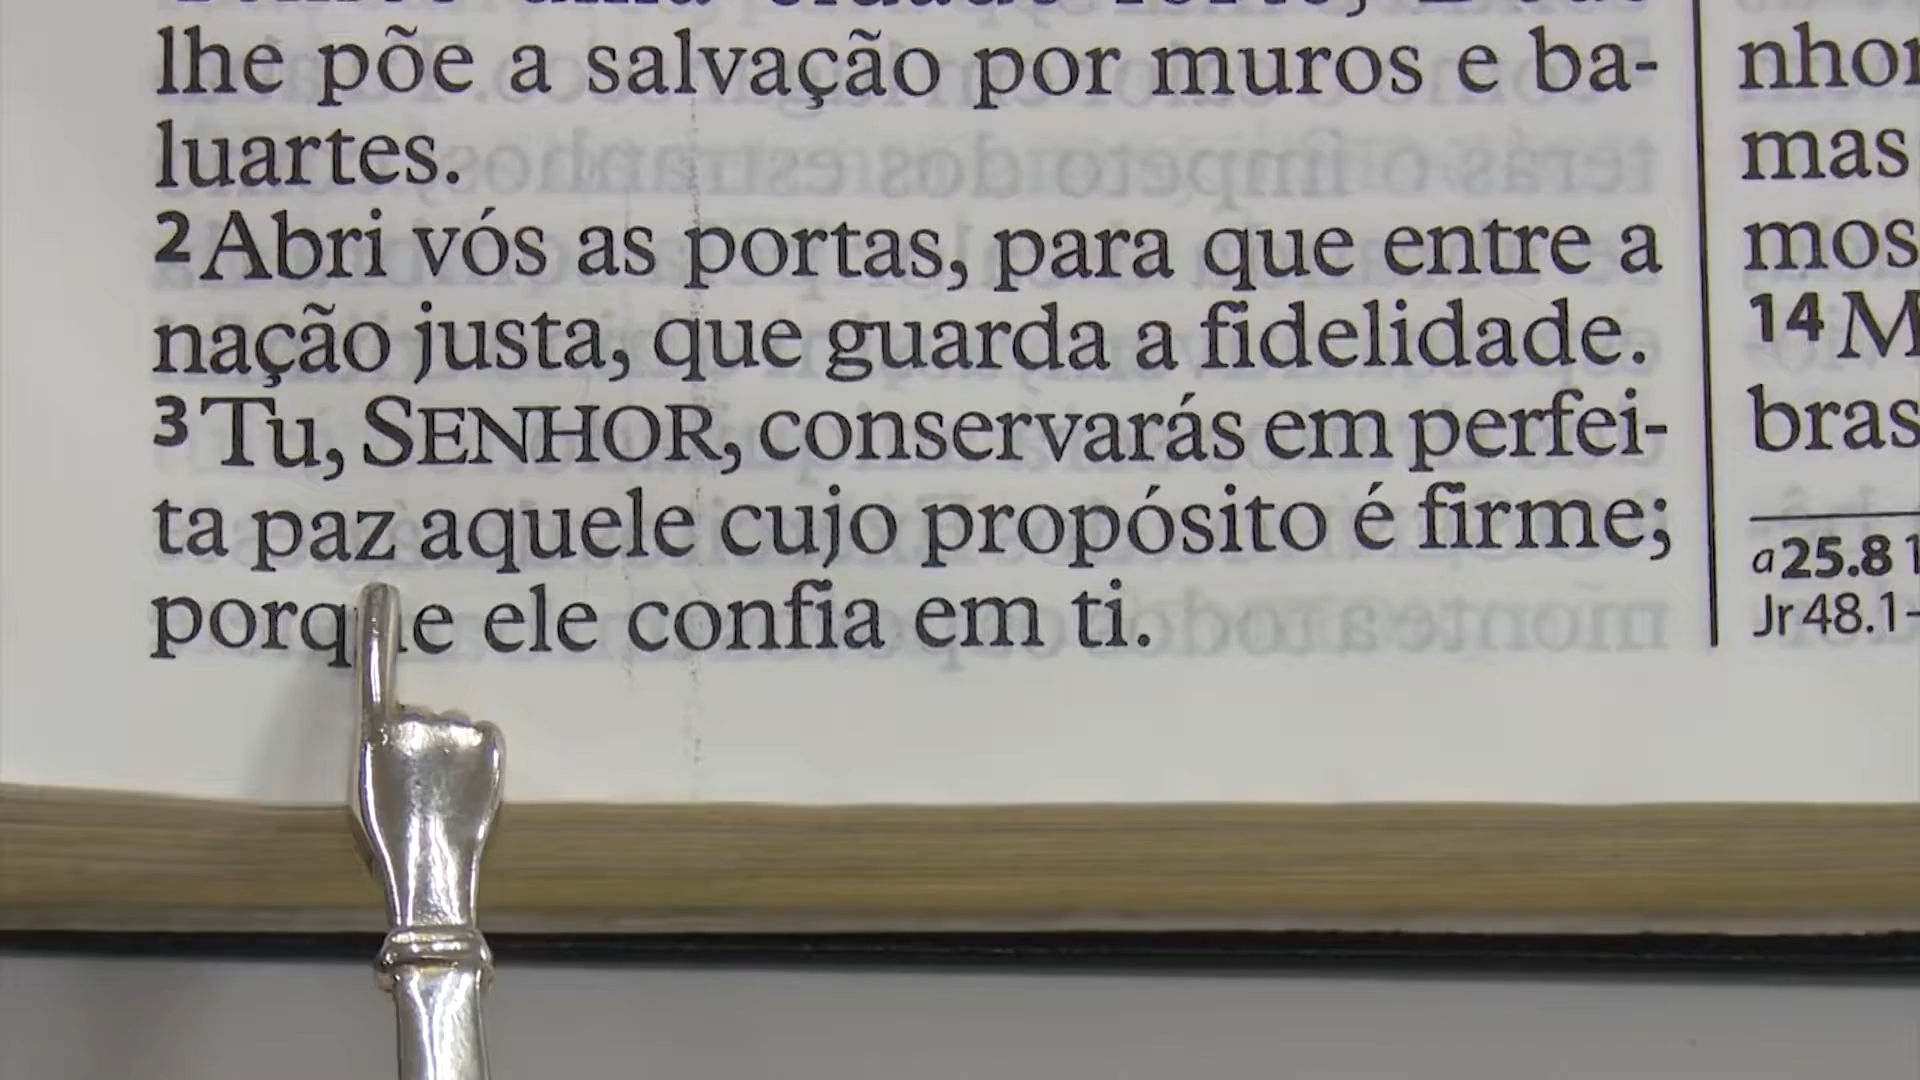 lhe põe a salvação por muros e ba-
luartes.
2 Abri vós as portas, para que entre a
nação justa, que guarda a fidelidade.
3 Tu, SENHOR, conservarás em perfei-
ta paz aquele cujo propósito é firme;
porque ele confia em ti.
nhor
mas
mos
14 M
bras
a 25.8 1
Jr 48.1-